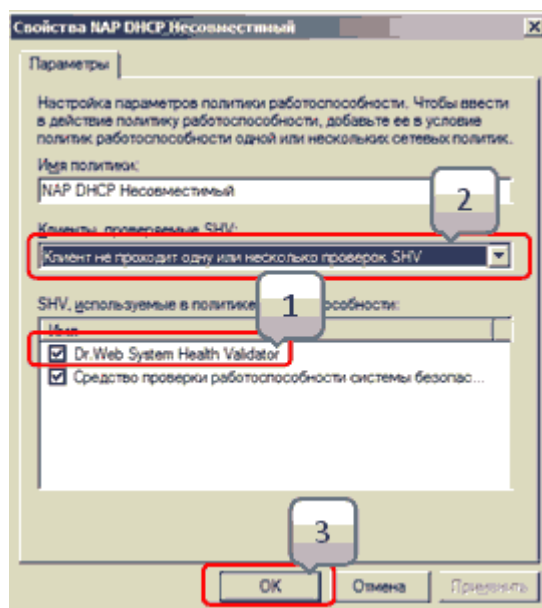 Свойства NAP DHCP Несовместимый
Параметры
Настройка параметров политики работоспособности. Чтобы ввести
в действие политику работоспособности, добавьте ее в условие
политик работоспособности одной или нескольких сетевых политик.
Имя политики:
NAP DHCP Несовместимый
2
Клиенты, проверяемые SHV:
Клиент не проходит одну или несколько проверок SHV
1
SHV, используемые в политике
Имя
Dr.Web System Health Validator
Средство проверки работоспособности системы безопас...
3
OK
Отмена
Применить